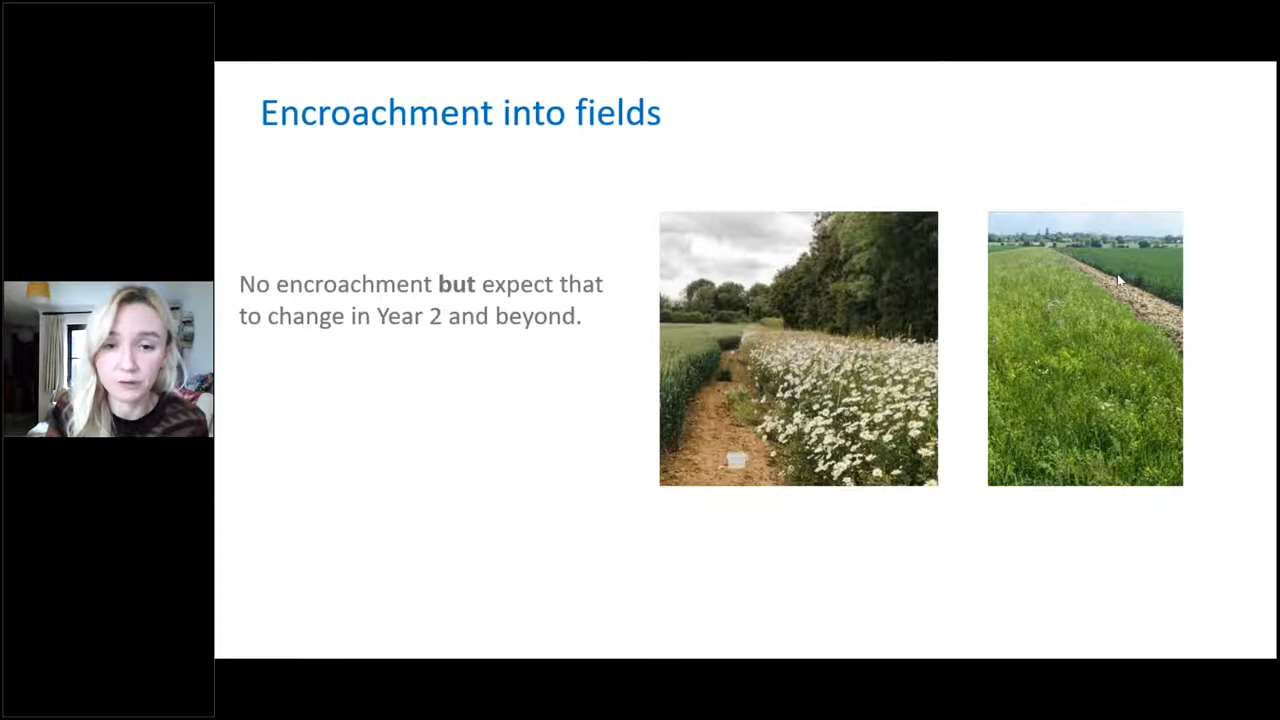 Encroachment into fields
No encroachment but expect that
to change in Year 2 and beyond.